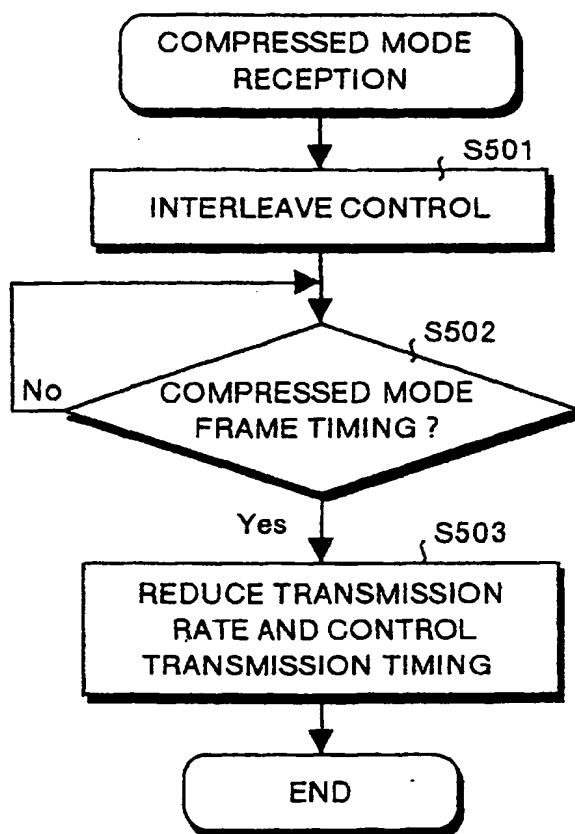 COMPRESSED MODE
RECEPTION
S501
INTERLEAVE CONTROL
S502
COMPRESSED MODE
FRAME TIMING ?
No
Yes
S503
REDUCE TRANSMISSION
RATE AND CONTROL
TRANSMISSION TIMING
END